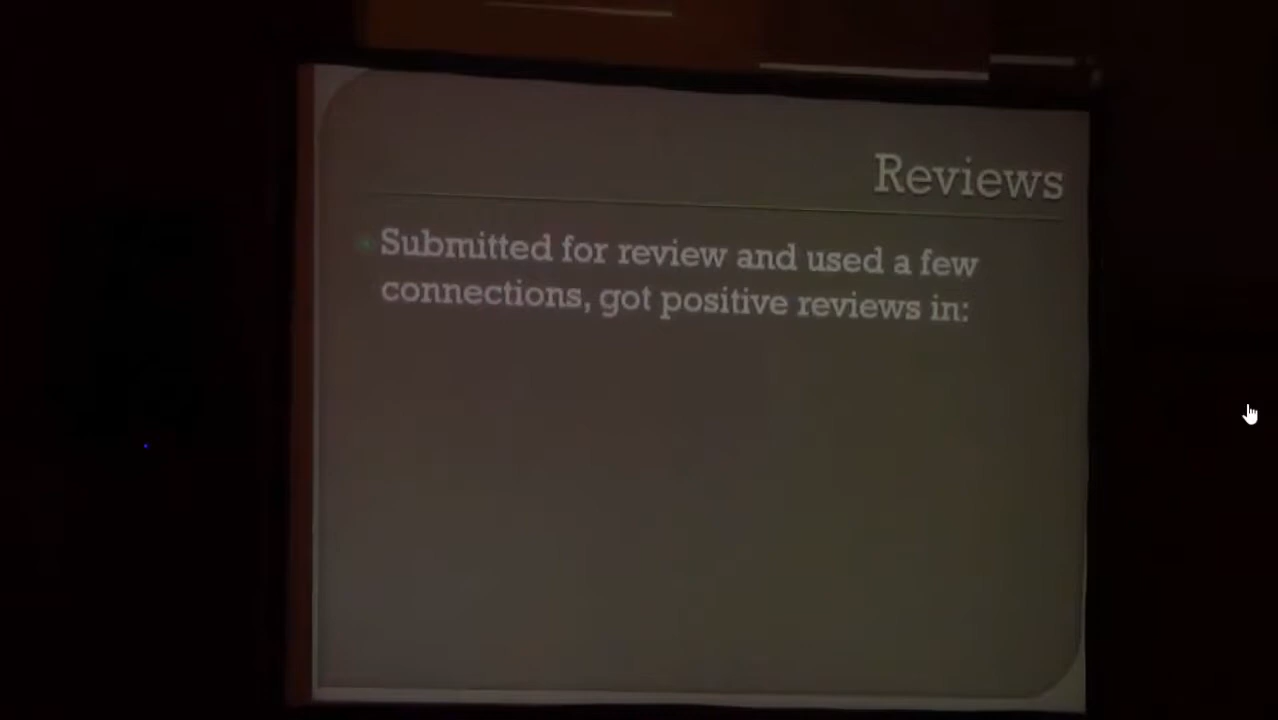 Reviews
Submitted for review and used a few
connections, got positive reviews in: